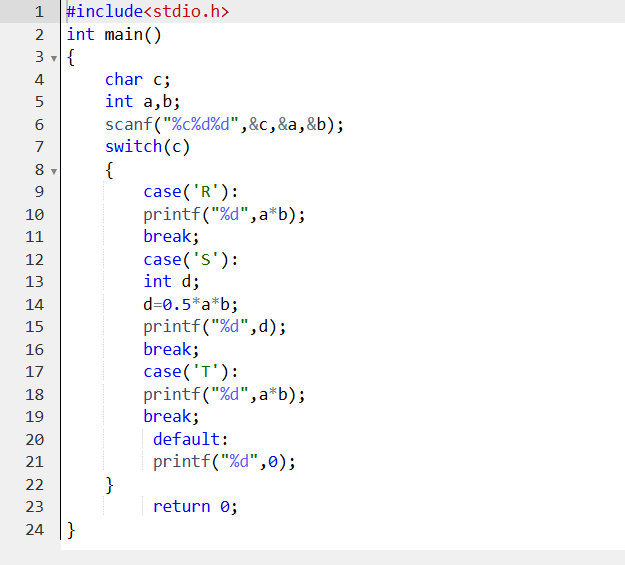 1 #include<stdio.h>
2 int main()
3 {
4 char c;
5 int a,b;
6 scanf("%c%d%d",&c,&a,&b);
7 switch(c)
8 {
9 case('R'):
10 printf("%d",a*b);
11 break;
12 case('S'):
13 int d;
14 d=0.5*a*b;
15 printf("%d",d);
16 break;
17 case('T'):
18 printf("%d",a*b);
19 break;
20 default:
21 printf("%d",0);
22 }
23 return 0;
24 }